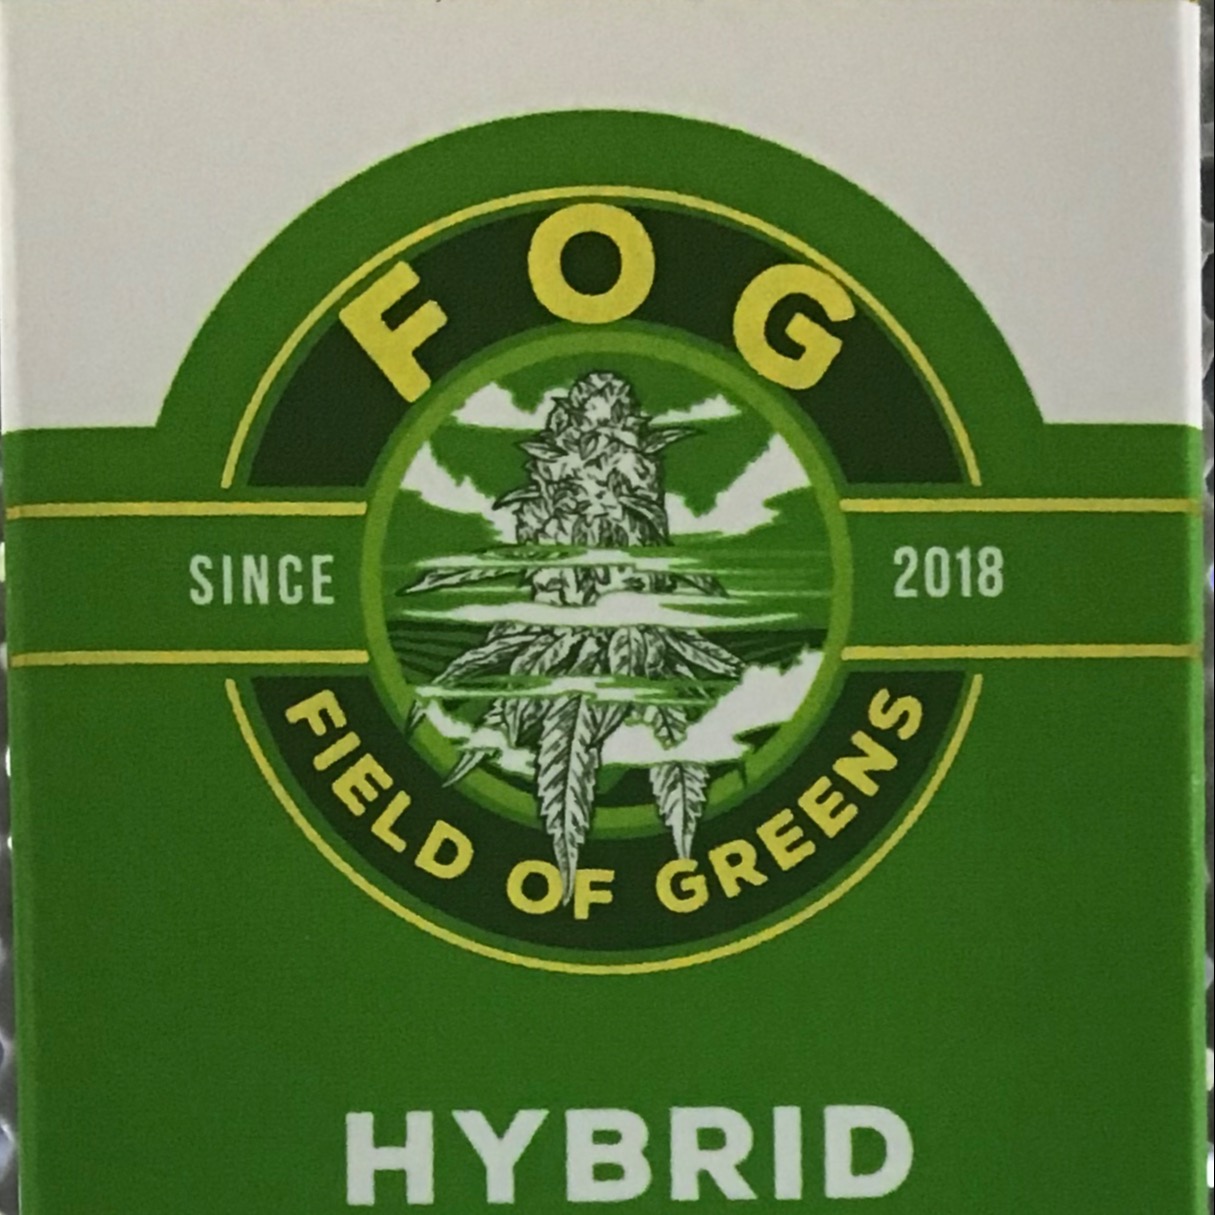 FOG
SINCE 2018
FIELD OF GREENS
HYBRID